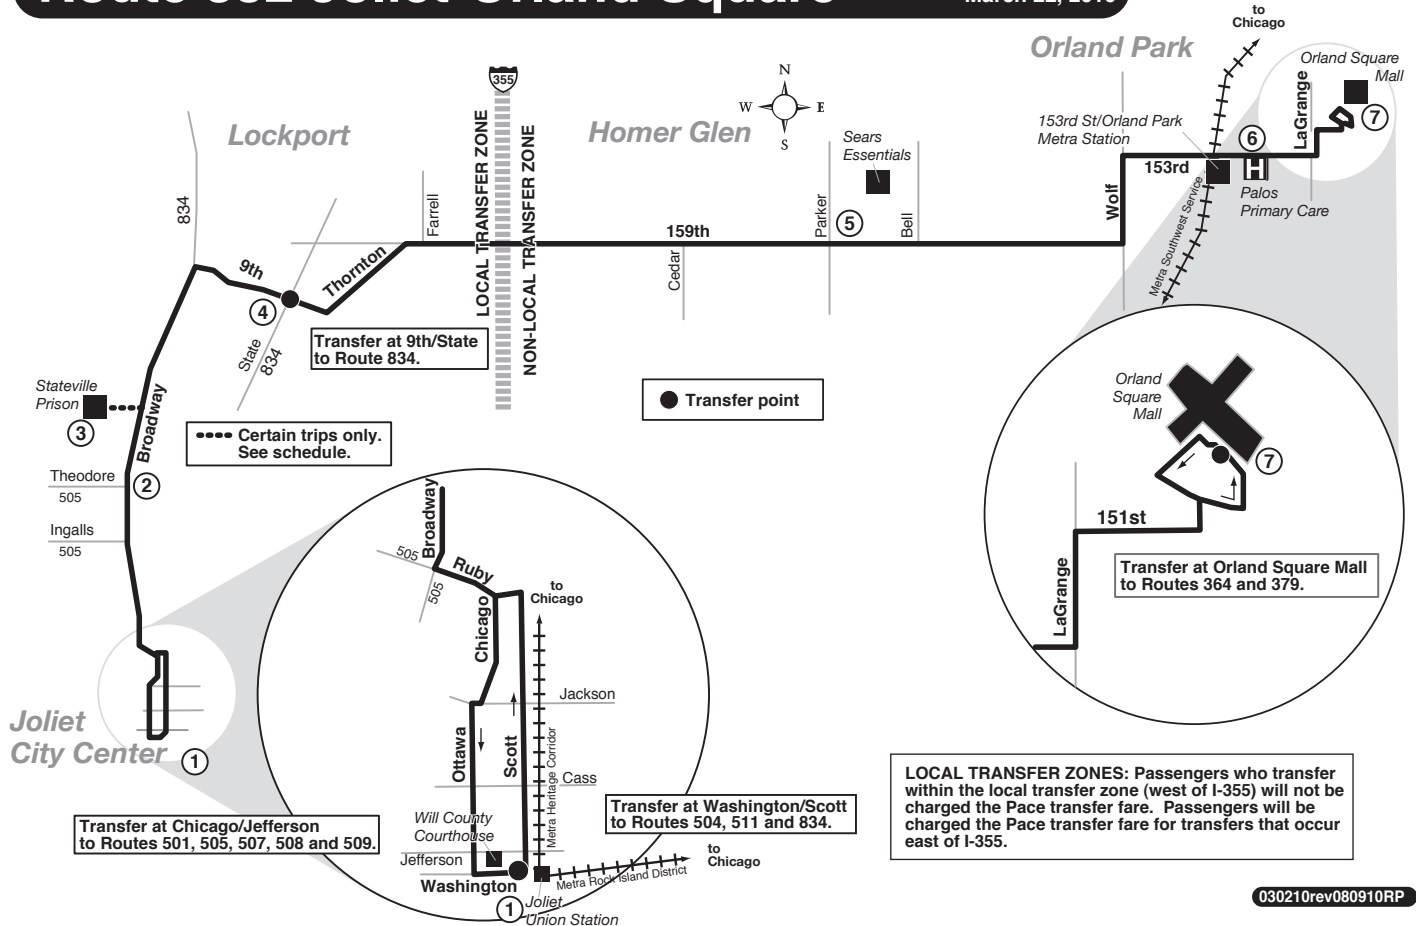 to
Chicago
Orland Park
Orland Square
Mall
355
N
W E
S
Lockport
Homer Glen
Sears
Essentials
153rd St/Orland Park
Metra Station
LaGrange
7
6
153rd
Palos
Primary Care
H
Wolf
Metra Southwest Service
834
Farrell
LOCAL TRANSFER ZONE
NON-LOCAL TRANSFER ZONE
159th
Cedar
Parker
5
Bell
9th
Thornton
4
State
834
Transfer at 9th/State
to Route 834.
Stateville
Prison
3
Broadway
Certain trips only.
See schedule.
Transfer point
Theodore
505
2
Ingalls
505
Orland
Square
Mall
7
151st
LaGrange
Transfer at Orland Square Mall
to Routes 364 and 379.
Broadway
505
505
Ruby
Chicago
to
Chicago
Jackson
Ottawa
Scott
Metra Heritage Corridor
Cass
Joliet
City Center
1
Will County
Courthouse
Transfer at Washington/Scott
to Routes 504, 511 and 834.
Transfer at Chicago/Jefferson
to Routes 501, 505, 507, 508 and 509.
Jefferson
Washington
to
Chicago
Metra Rock Island District
1
Joliet
Union Station
LOCAL TRANSFER ZONES: Passengers who transfer
within the local transfer zone (west of I-355) will not be
charged the Pace transfer fare. Passengers will be
charged the Pace transfer fare for transfers that occur
east of I-355.
030210rev080910RP